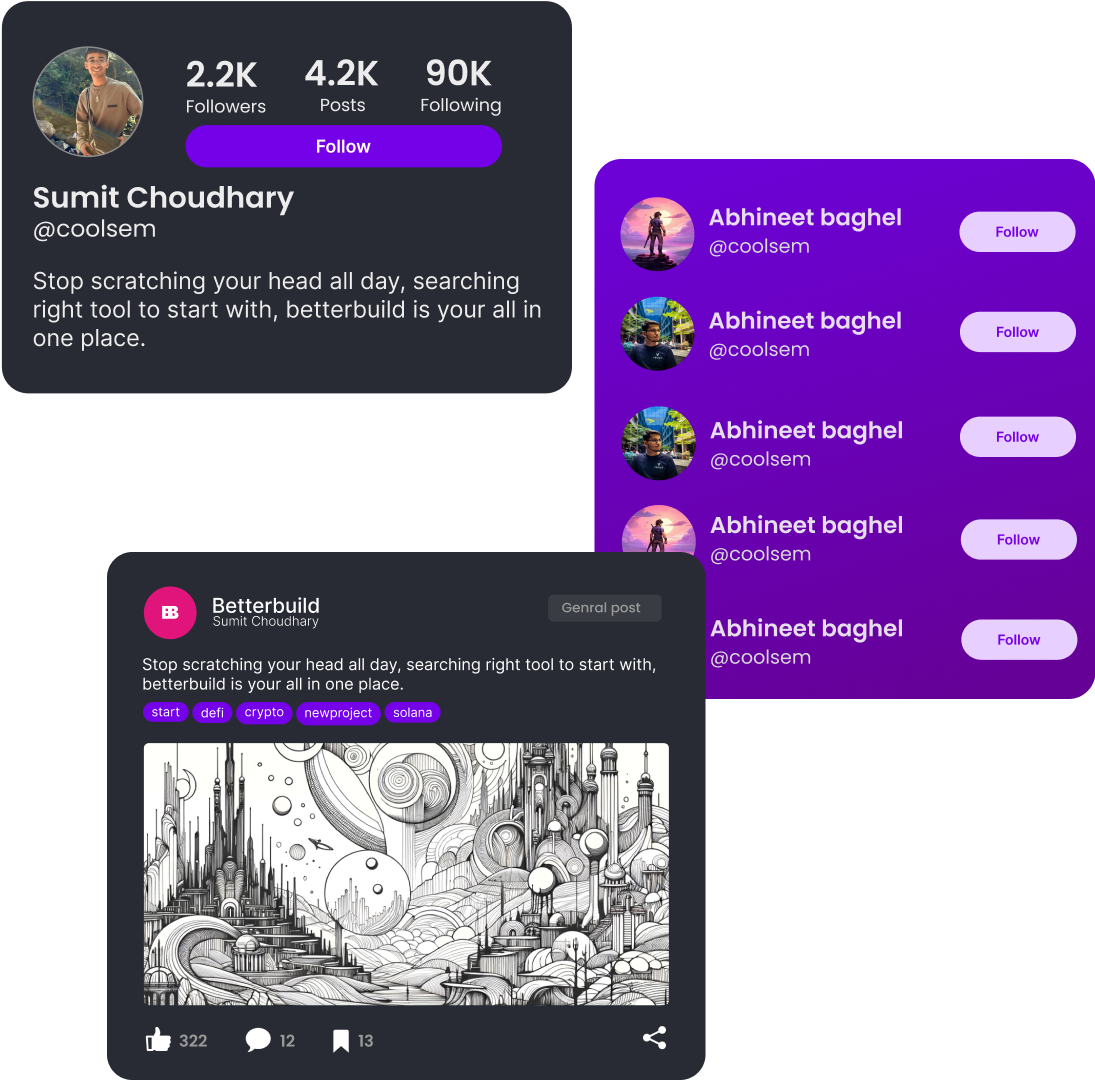 2.2K 4.2K 90K
Followers Posts Following
Follow
Sumit Choudhary
@coolsem
Stop scratching your head all day, searching
right tool to start with, betterbuild is your all in
one place.
Abhineet baghel
@coolsem
Follow
Abhineet baghel
@coolsem
Follow
Abhineet baghel
@coolsem
Follow
Abhineet baghel
@coolsem
Follow
Abhineet baghel
@coolsem
Follow
BB
Betterbuild
Sumit Choudhary
Genral post
Stop scratching your head all day, searching right tool to start with,
betterbuild is your all in one place.
start defi crypto newproject solana
322 12 13